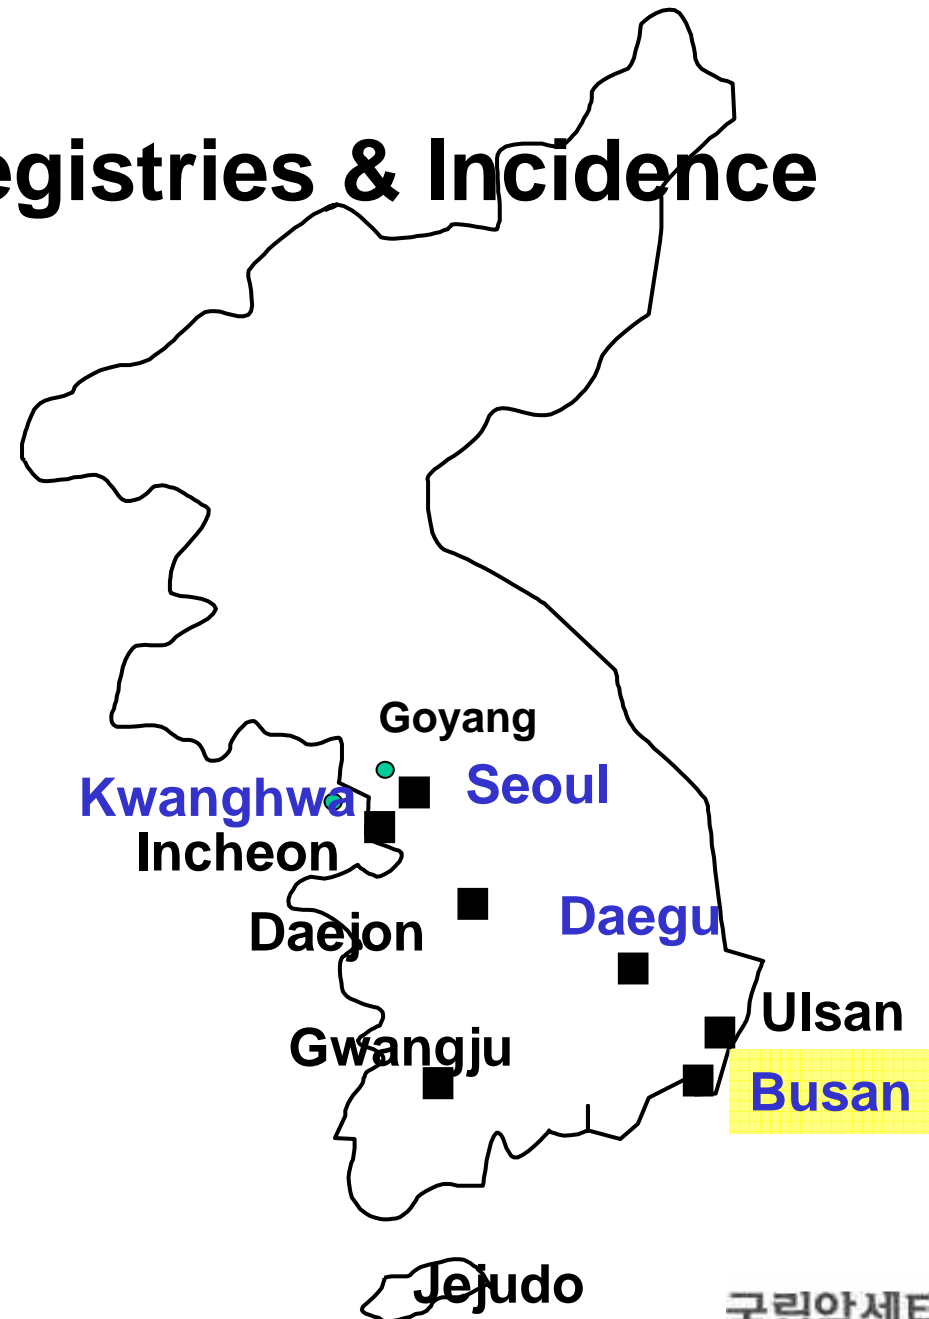 egistries & Incidence
Goyang
Kwanghwa
Seoul
Incheon
Daejon
Daegu
Gwangju
Ulsan
Busan
Jejudo